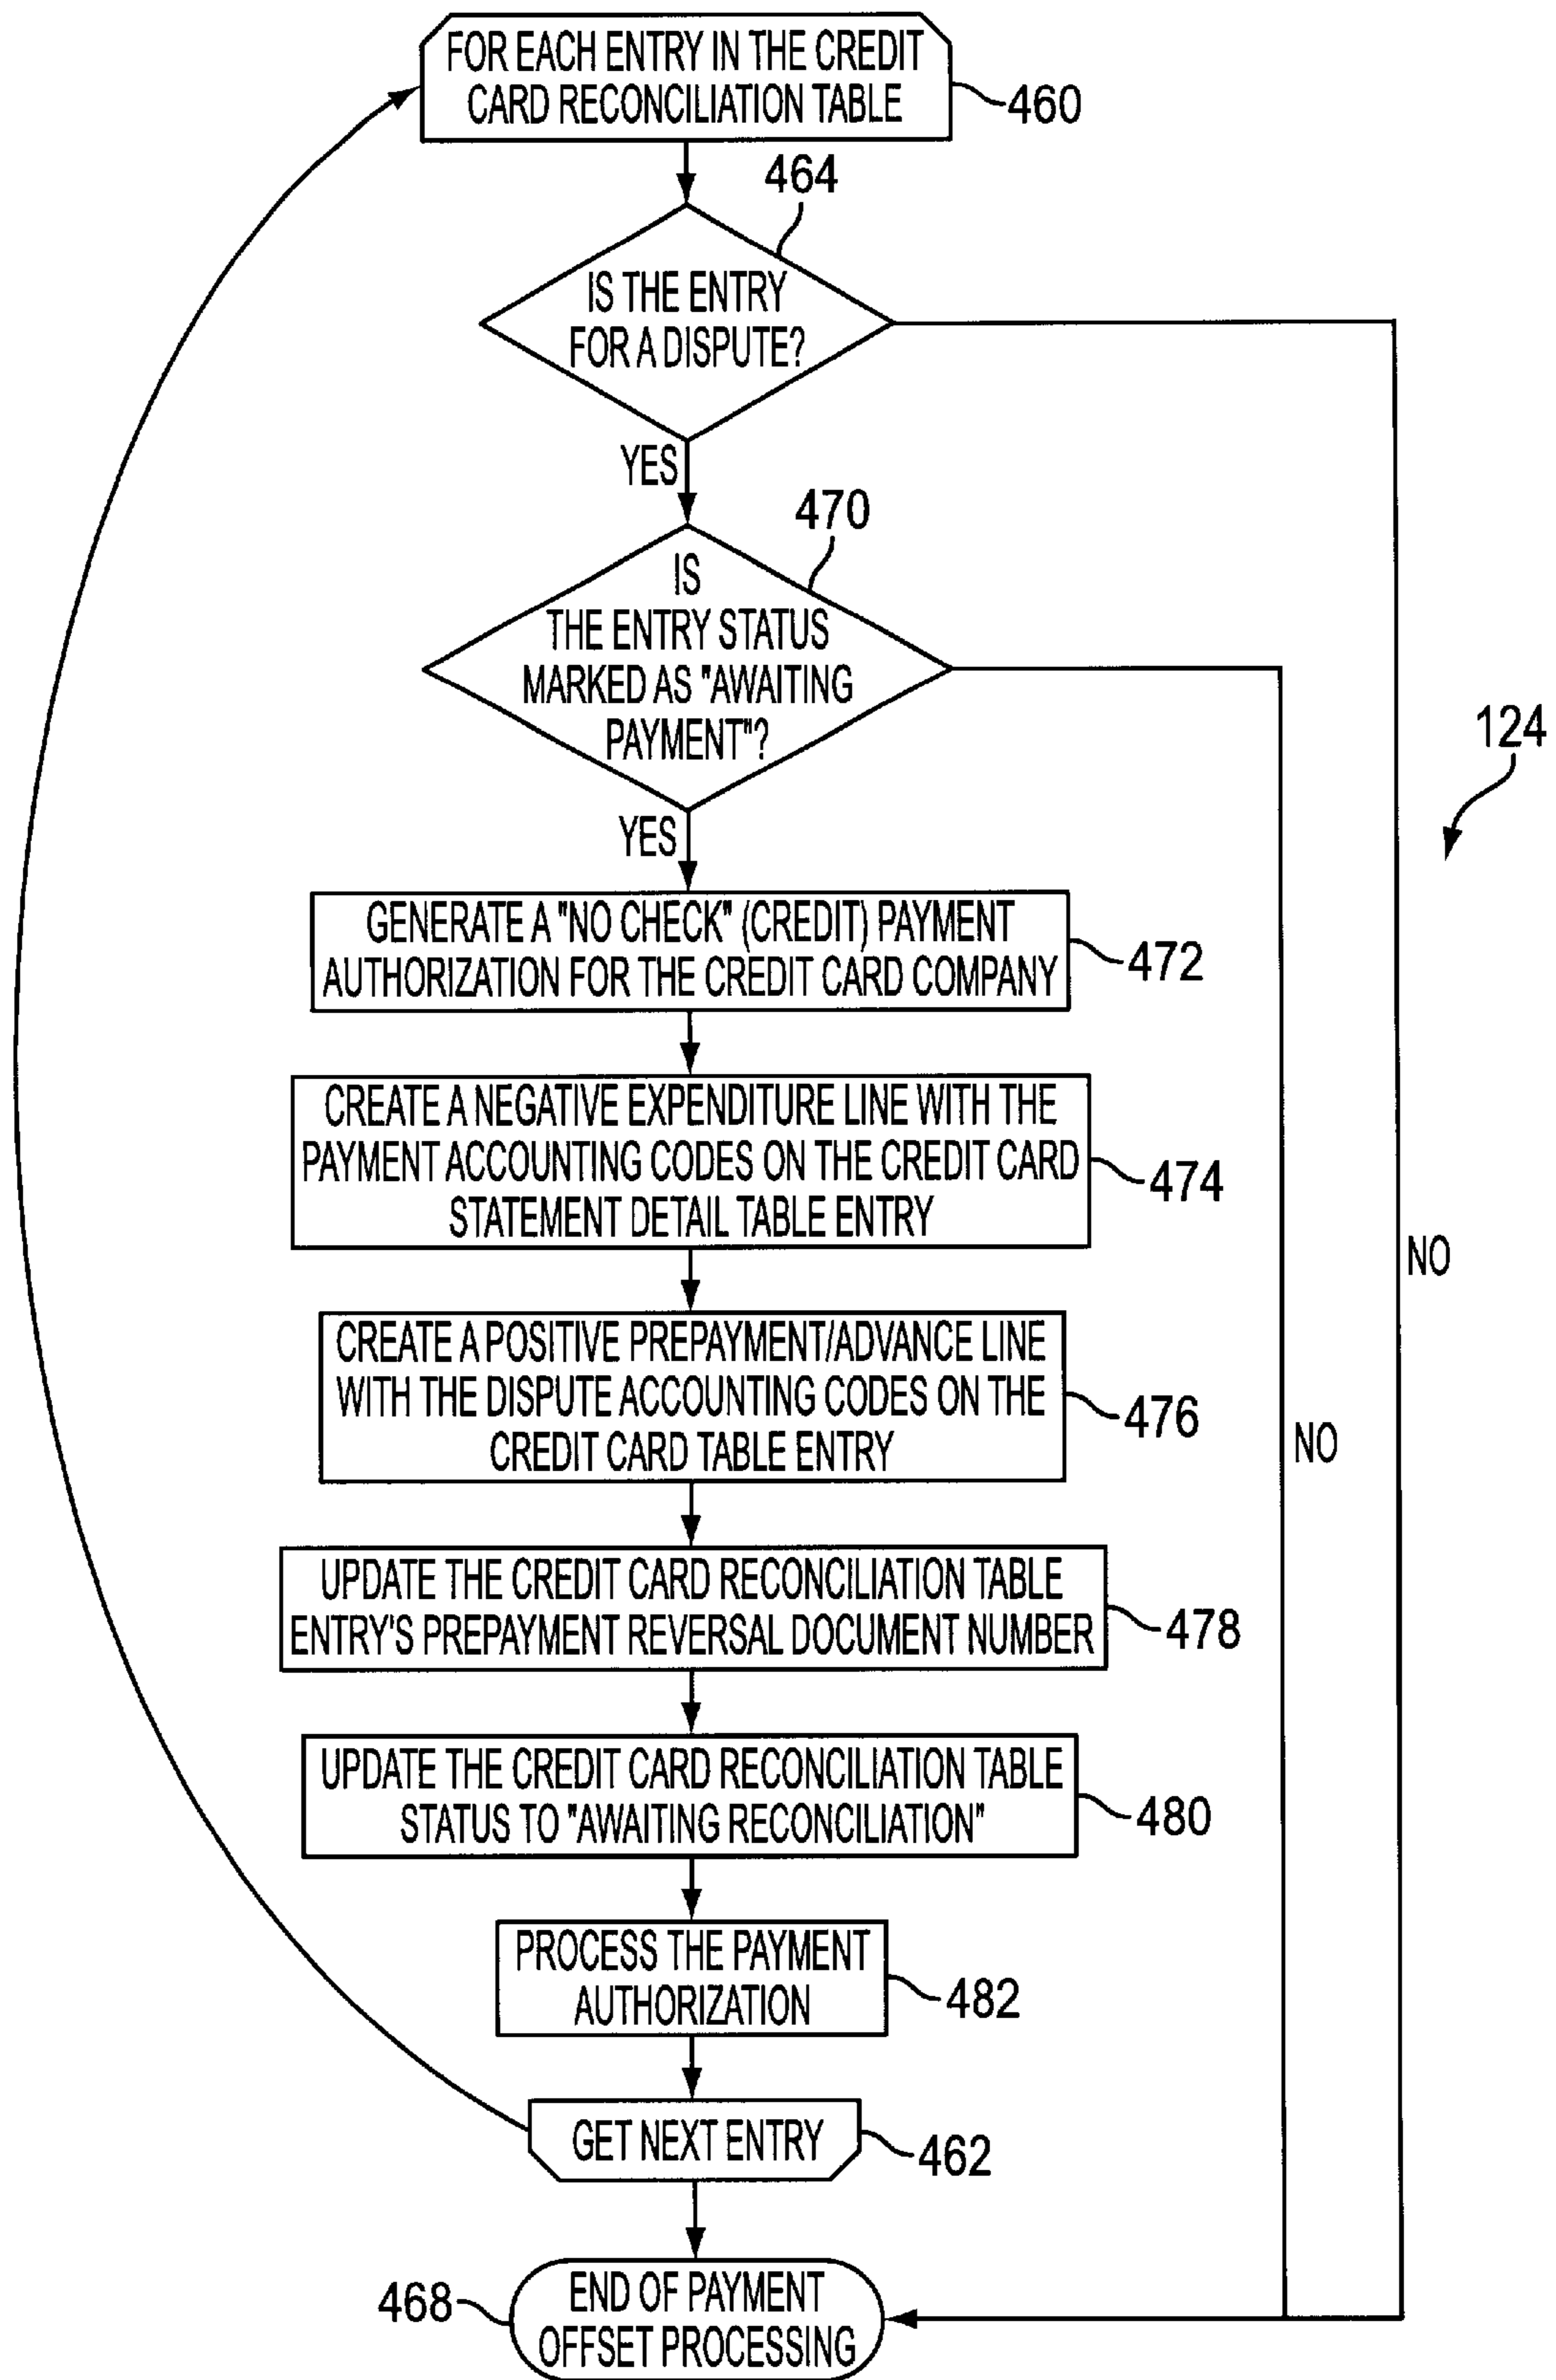 FOR EACH ENTRY IN THE CREDIT
CARD RECONCILIATION TABLE
460
464
IS THE ENTRY
FOR A DISPUTE?
YES
470
IS
THE ENTRY STATUS
MARKED AS "AWAITING
PAYMENT"?
124
YES
GENERATE A "NO CHECK" (CREDIT) PAYMENT
AUTHORIZATION FOR THE CREDIT CARD COMPANY
472
CREATE A NEGATIVE EXPENDITURE LINE WITH THE
PAYMENT ACCOUNTING CODES ON THE CREDIT CARD
STATEMENT DETAIL TABLE ENTRY
474
NO
CREATE A POSITIVE PREPAYMENT/ADVANCE LINE
WITH THE DISPUTE ACCOUNTING CODES ON THE
CREDIT CARD TABLE ENTRY
476
NO
UPDATE THE CREDIT CARD RECONCILIATION TABLE
ENTRY'S PREPAYMENT REVERSAL DOCUMENT NUMBER
478
UPDATE THE CREDIT CARD RECONCILIATION TABLE
STATUS TO "AWAITING RECONCILIATION"
480
PROCESS THE PAYMENT
AUTHORIZATION
482
GET NEXT ENTRY
462
468
END OF PAYMENT
OFFSET PROCESSING